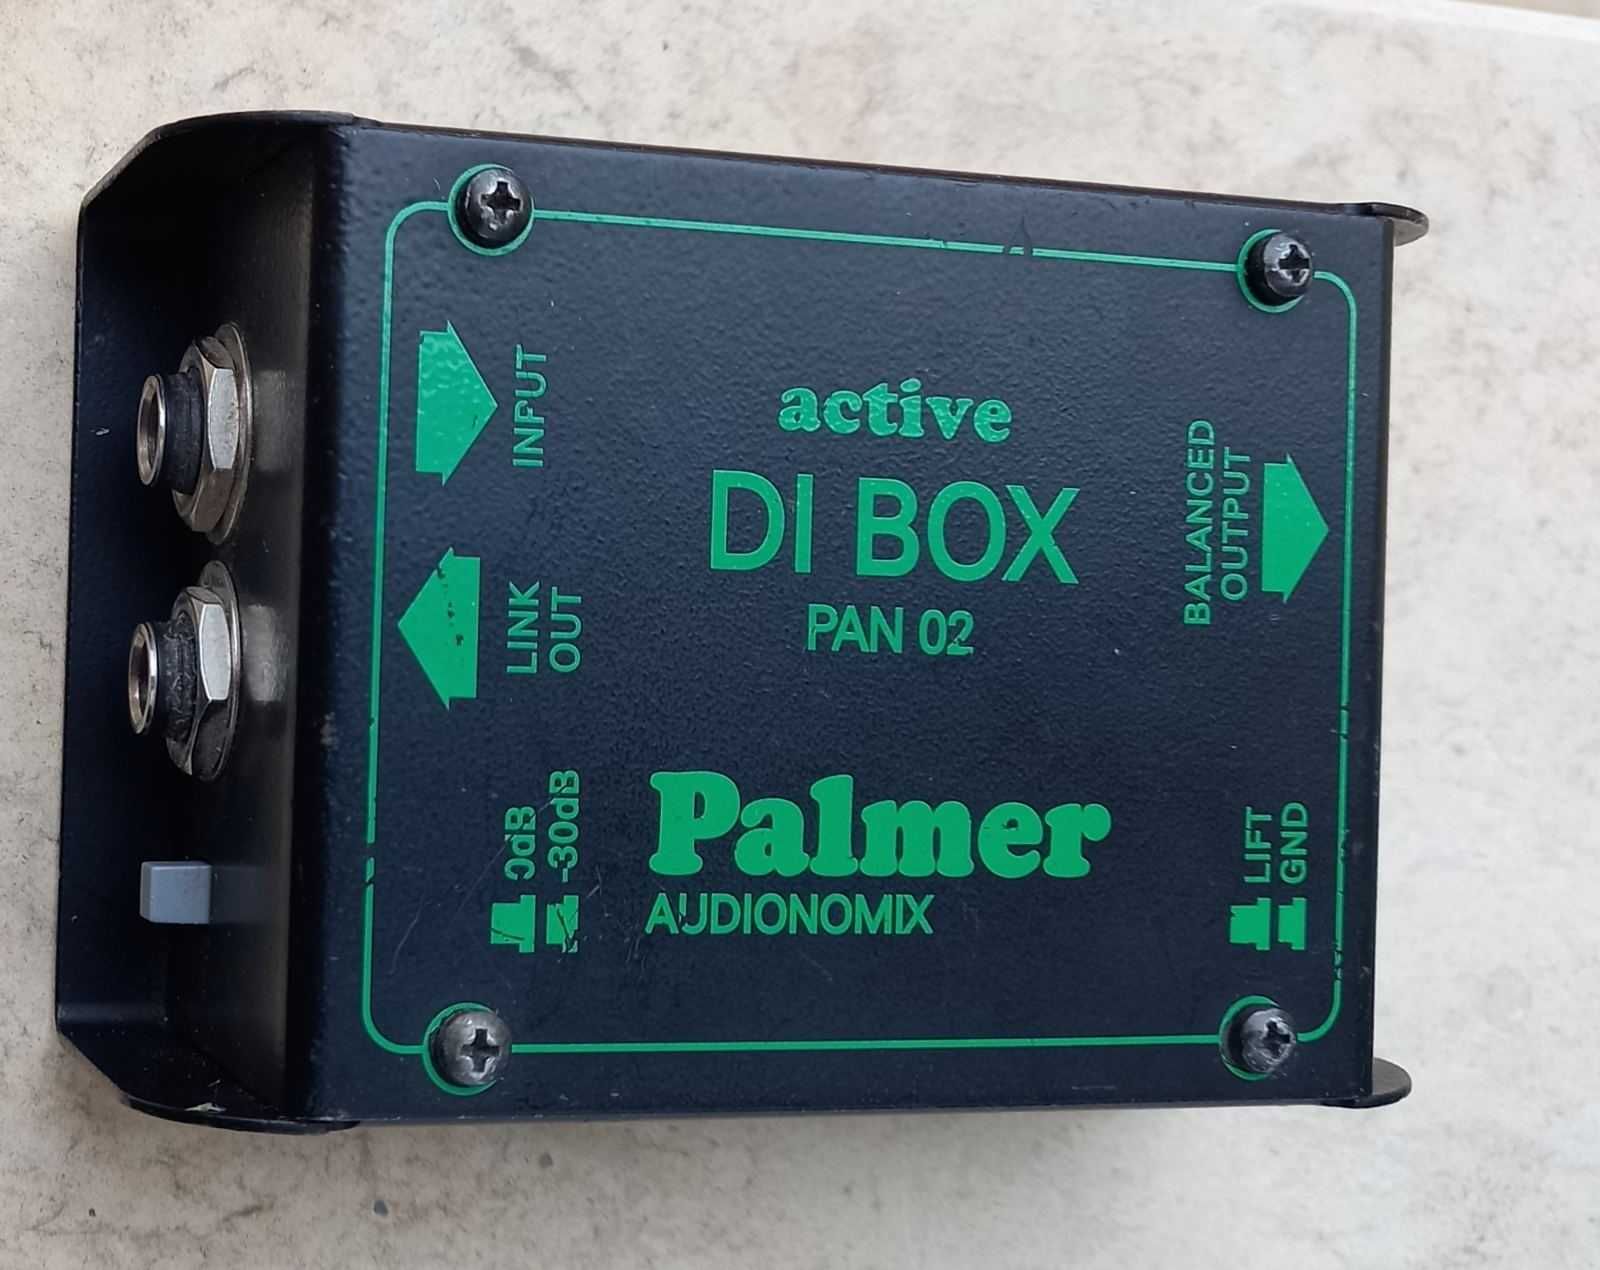 INPUT
LINK
OUT
0dB
-30dB
active
DI BOX
PAN 02
Palmer
AUDIONOMIX
BALANCED
OUTPUT
LIFT
GND